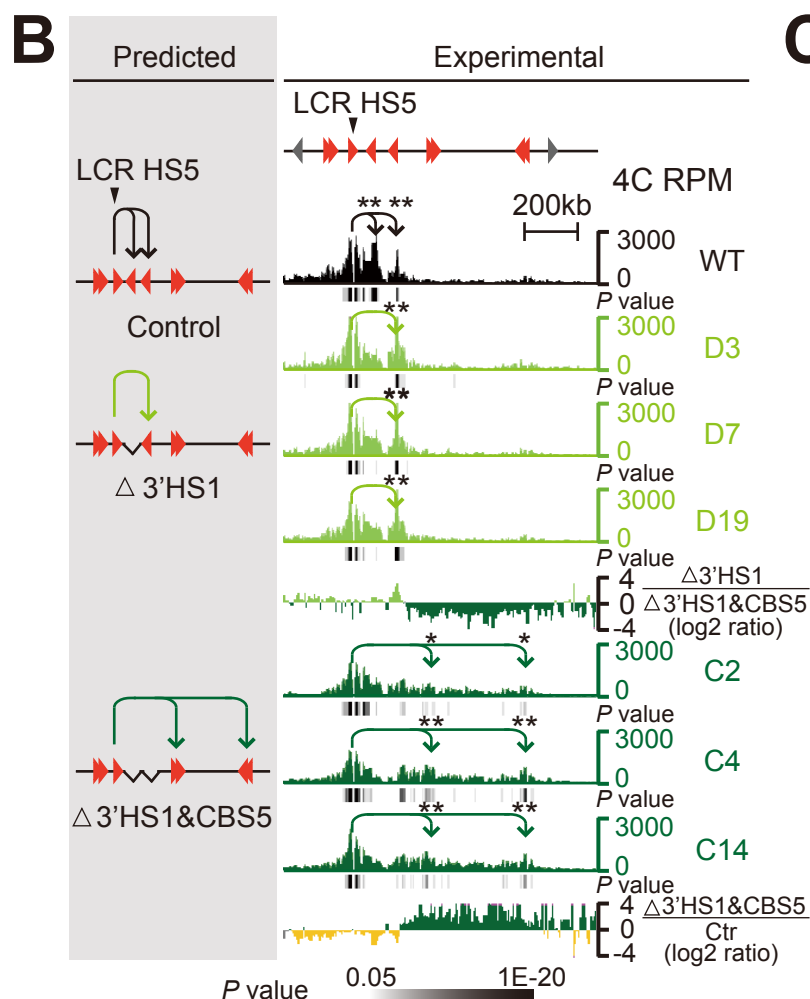 B
C
Predicted
Experimental
LCR HS5
LCR HS5
4C RPM
** **
200kb
3000
0
WT
P value
Control
**
3000
0
D3
P value
**
3000
0
D7
P value
△ 3'HS1
**
3000
0
D19
P value
4
0
-4
△3'HS1
△3'HS1&CBS5
(log2 ratio)
* *
3000
0
C2
P value
** **
3000
0
C4
P value
△ 3'HS1&CBS5
** **
3000
0
C14
P value
4
0
-4
△3'HS1&CBS5
Ctr
(log2 ratio)
P value 0.05 1E-20